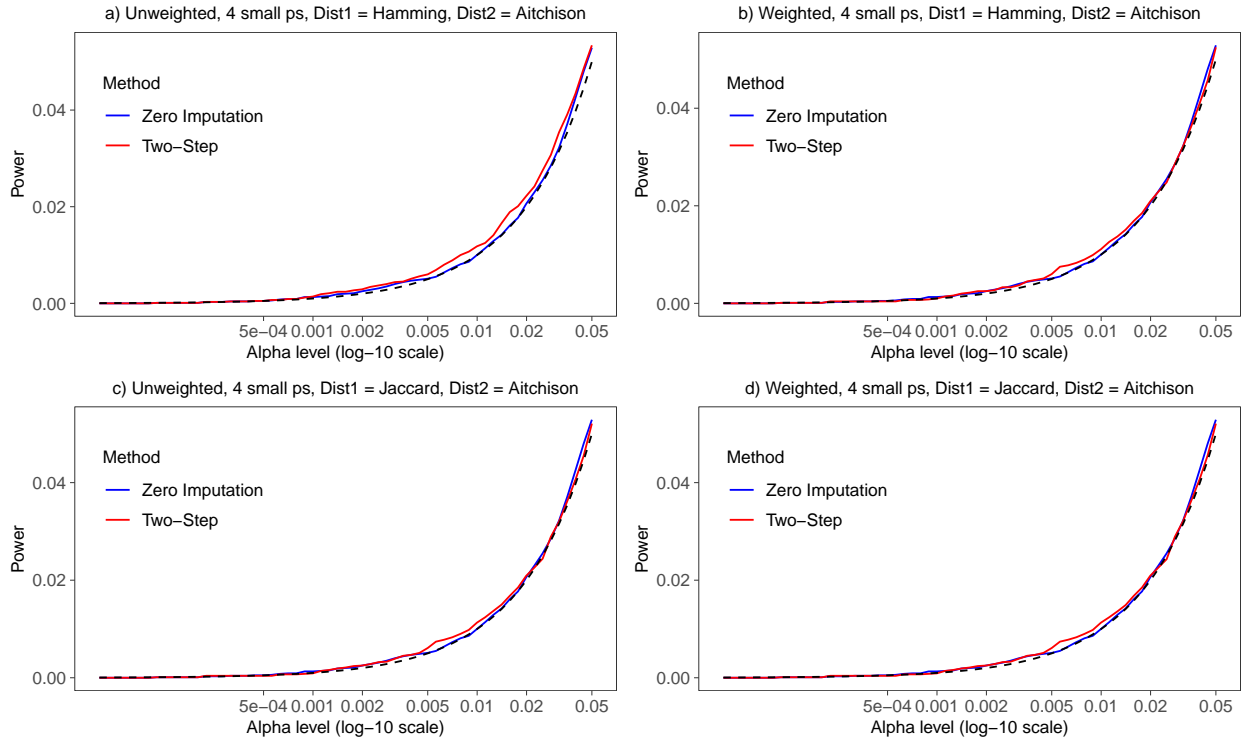 a) Unweighted, 4 small ps, Dist1 = Hamming, Dist2 = Aitchison
Power
0.04
0.02
0.00
Method
Zero Imputation
Two−Step
5e−04 0.001 0.002 0.005 0.01 0.02 0.05
Alpha level (log−10 scale)
b) Weighted, 4 small ps, Dist1 = Hamming, Dist2 = Aitchison
Power
0.04
0.02
0.00
Method
Zero Imputation
Two−Step
5e−04 0.001 0.002 0.005 0.01 0.02 0.05
Alpha level (log−10 scale)
c) Unweighted, 4 small ps, Dist1 = Jaccard, Dist2 = Aitchison
Power
0.04
0.02
0.00
Method
Zero Imputation
Two−Step
5e−04 0.001 0.002 0.005 0.01 0.02 0.05
Alpha level (log−10 scale)
d) Weighted, 4 small ps, Dist1 = Jaccard, Dist2 = Aitchison
Power
0.04
0.02
0.00
Method
Zero Imputation
Two−Step
5e−04 0.001 0.002 0.005 0.01 0.02 0.05
Alpha level (log−10 scale)